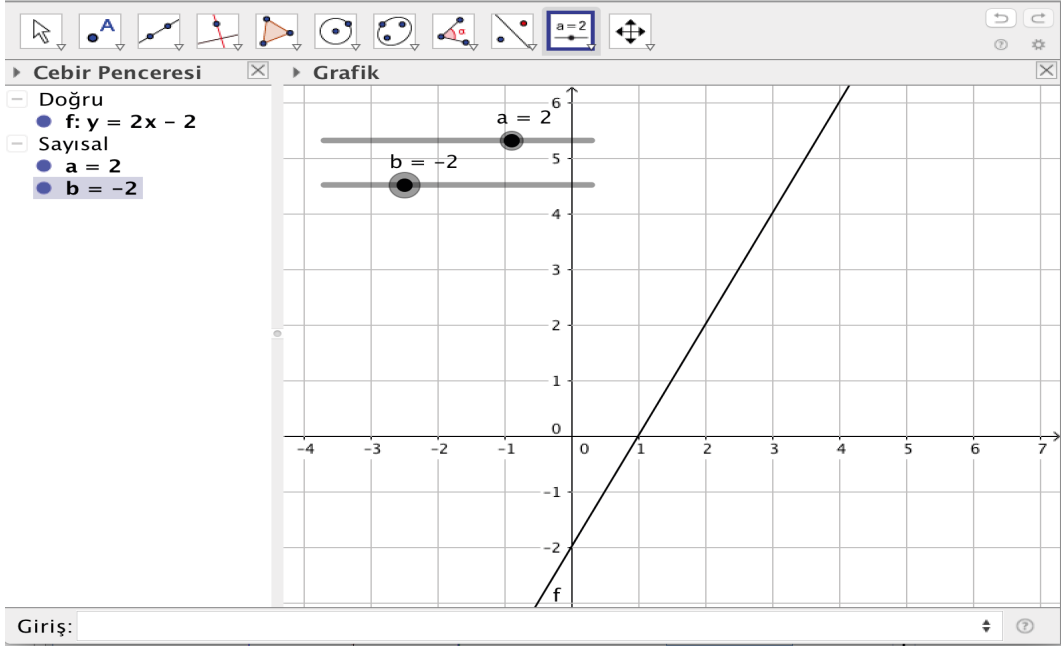 A
α
a=2
Cebir Penceresi
Grafik
Doğru
f: y = 2x – 2
Sayısal
a = 2
b = –2
a = 2
b = –2
6
5
4
3
2
1
0
–1
–2
–4 –3 –2 –1 0 1 2 3 4 5 6 7
f
Giriş:
?
?